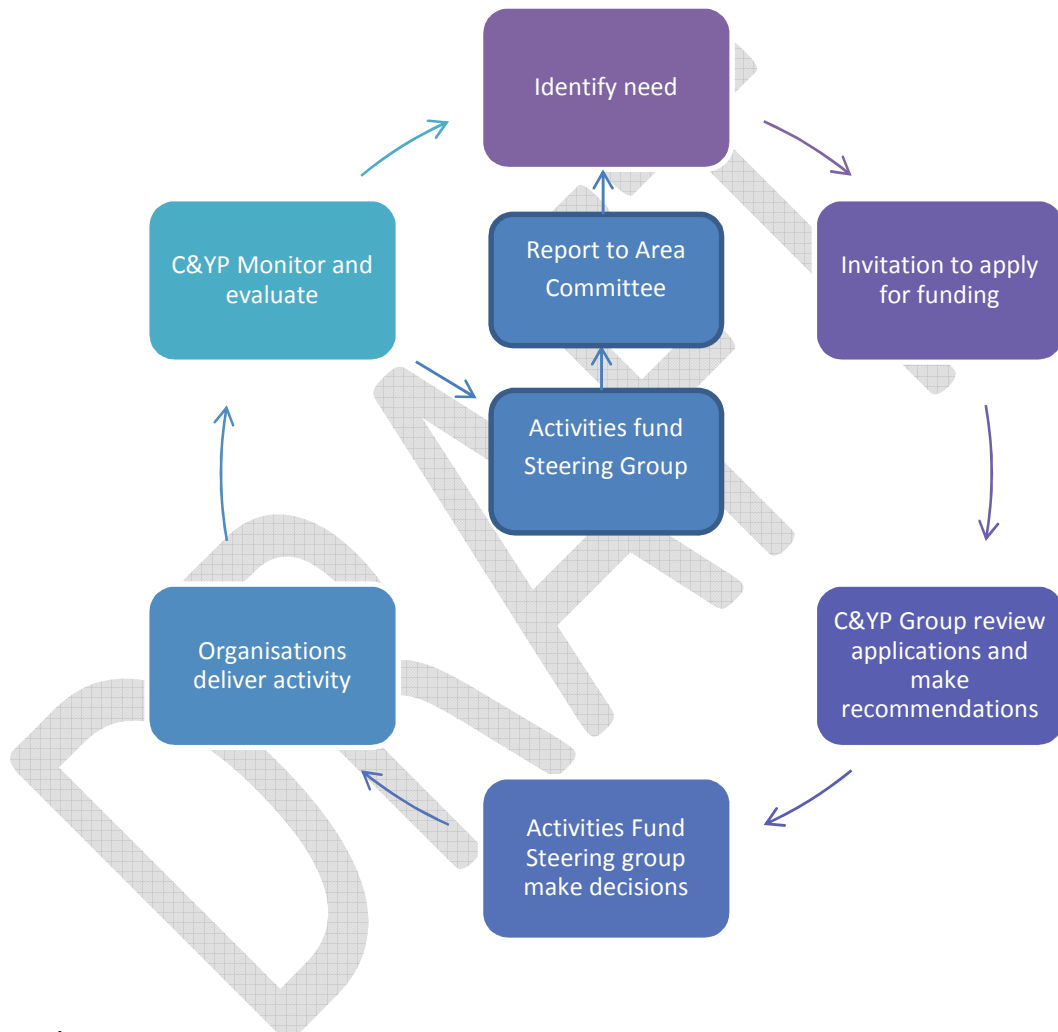 Identify need
Report to Area
Committee
C&YP Monitor and
evaluate
Invitation to apply
for funding
Activities fund
Steering Group
Organisations
deliver activity
C&YP Group review
applications and
make
recommendations
Activities Fund
Steering group
make decisions
DRAFT